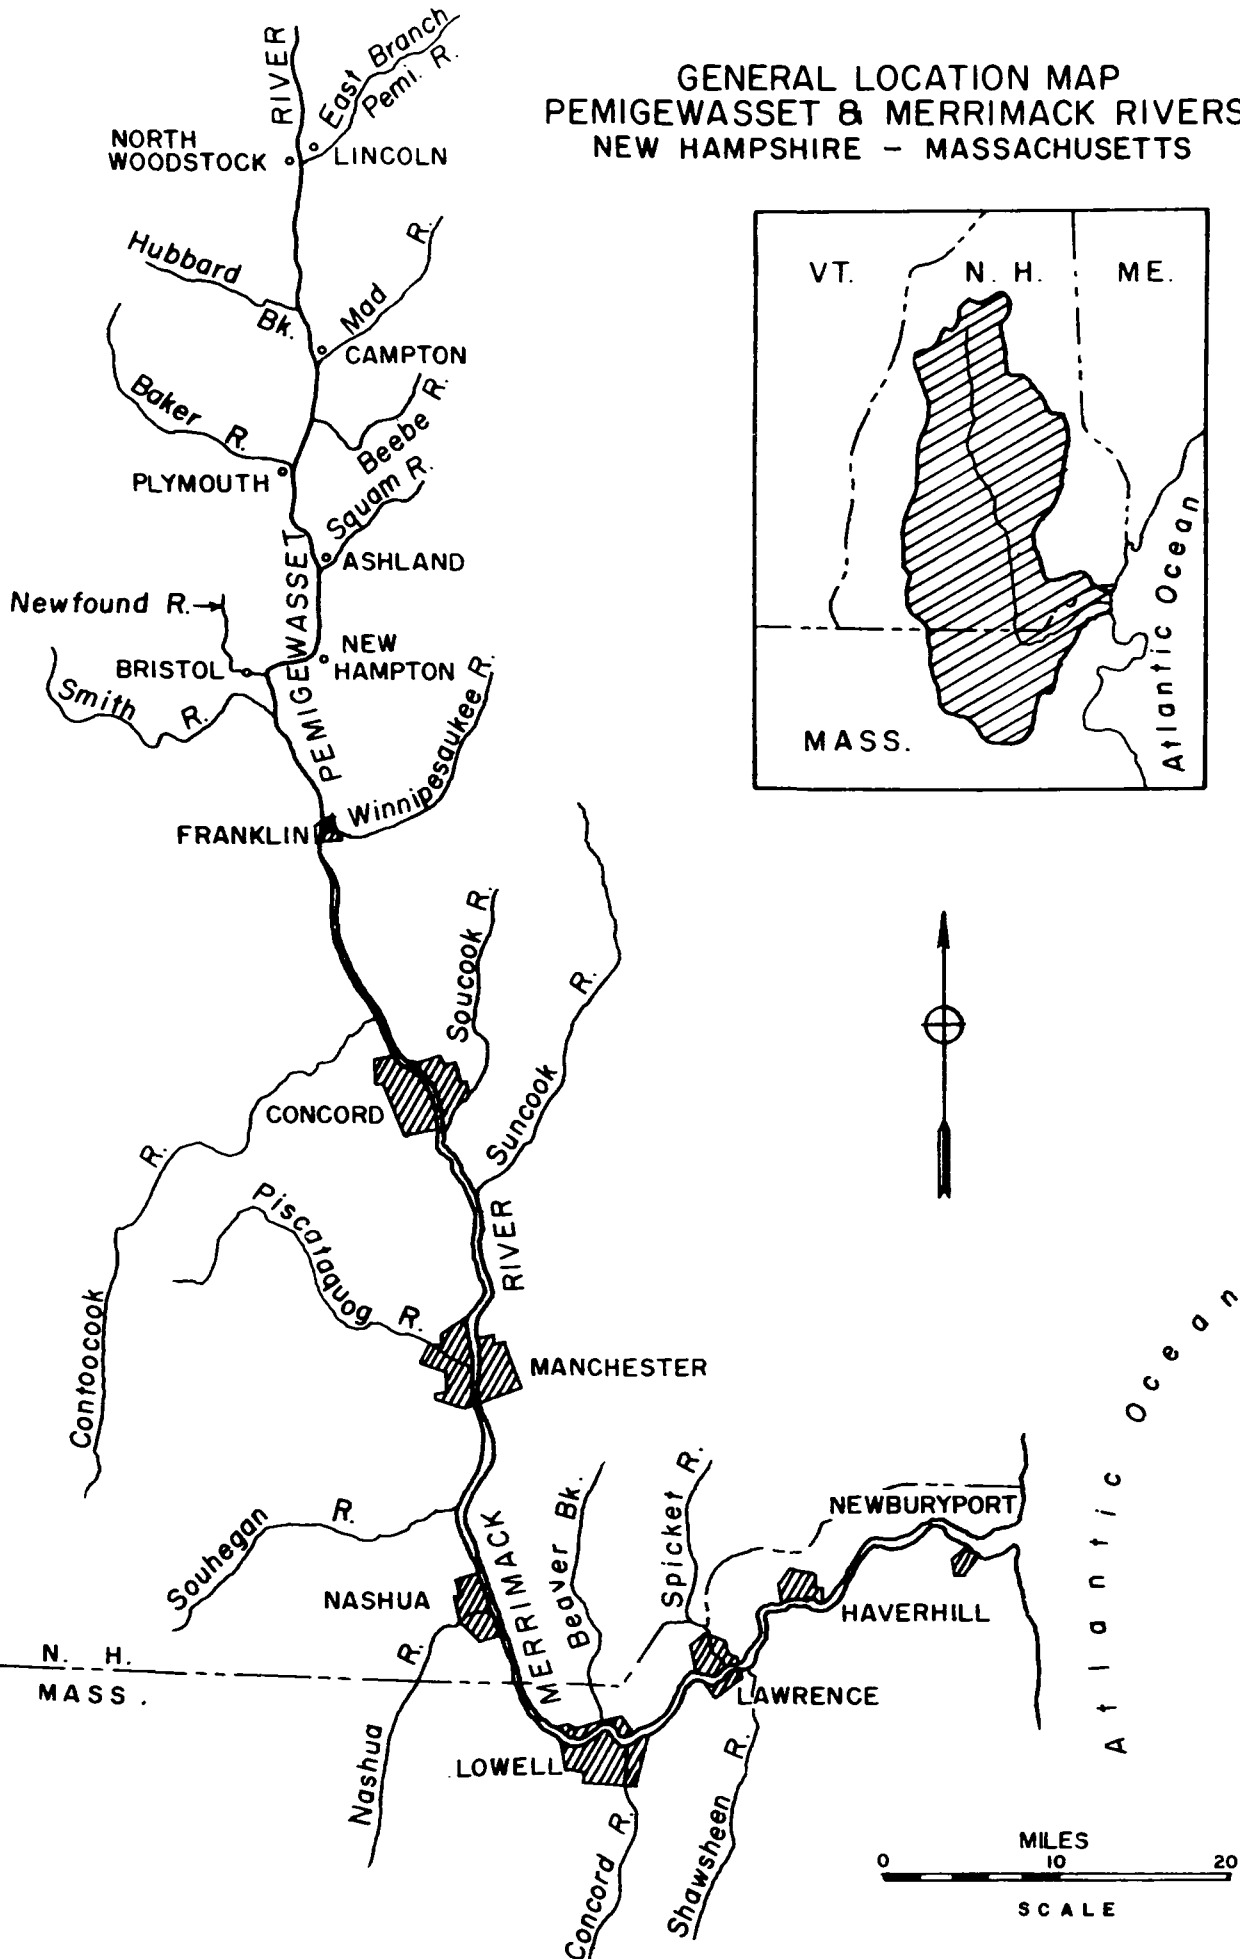 GENERAL LOCATION MAP
PEMIGEWASSET & MERRIMACK RIVERS
NEW HAMPSHIRE - MASSACHUSETTS
RIVER
East Branch
Pemi. R.
NORTH
WOODSTOCK
LINCOLN
Hubbard
Bk.
Mad R.
CAMPTON
Baker R.
Beebe R.
PLYMOUTH
Squam R.
ASHLAND
PEMIGEWASSET
Newfound R.
BRISTOL
NEW
HAMPTON
Smith R.
Winnipesaukee R.
FRANKLIN
VT.
N. H.
ME.
MASS.
Atlantic Ocean
Soucook R.
Suncook R.
CONCORD
Contoocook R.
Piscataquog R.
RIVER
MANCHESTER
Souhegan R.
MERRIMACK
Beaver Bk.
Spicket R.
NEWBURYPORT
Atlantic Ocean
NASHUA
HAVERHILL
N. H.
MASS.
LAWRENCE
Nashua R.
LOWELL
Concord R.
Shawsheen R.
MILES
0 10 20
SCALE